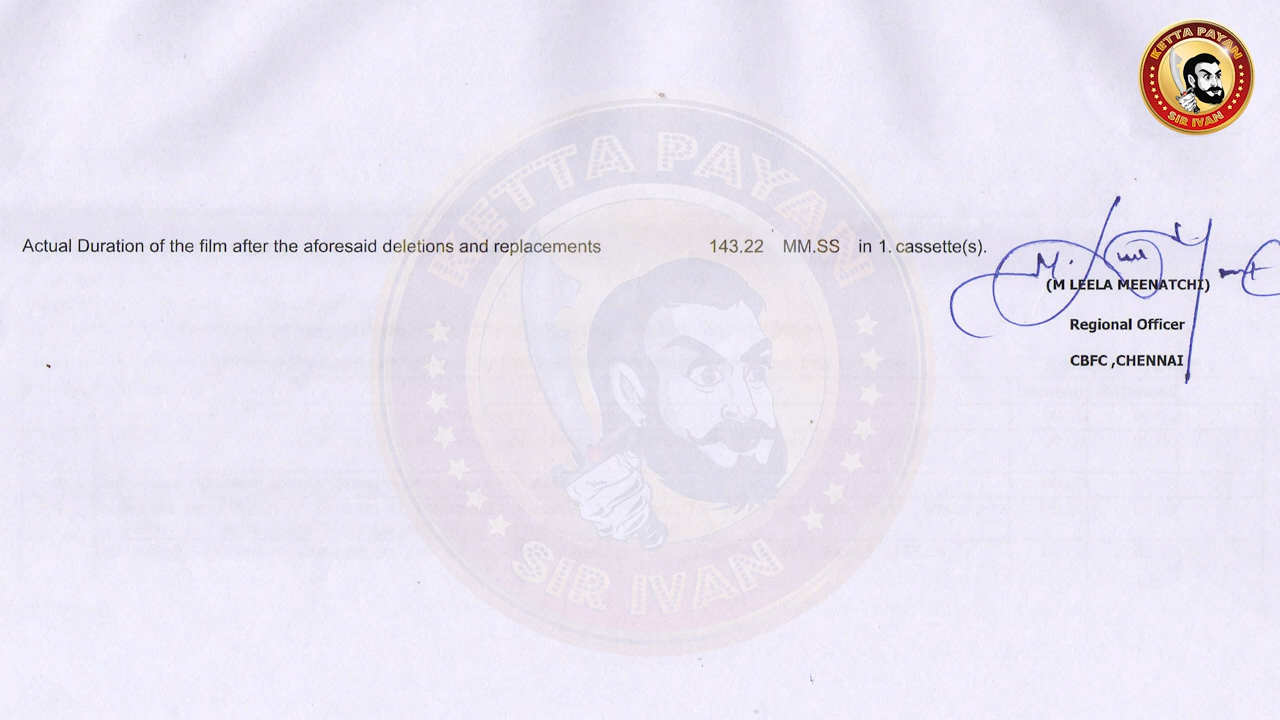 KETTA PAYAN
SIR IVAN
KETTA PAYAN
Actual Duration of the film after the aforesaid deletions and replacements 143.22 MM.SS in 1. cassette(s).
(M LEELA MEENATCHI)
Regional Officer
CBFC ,CHENNAI
SIR IVAN